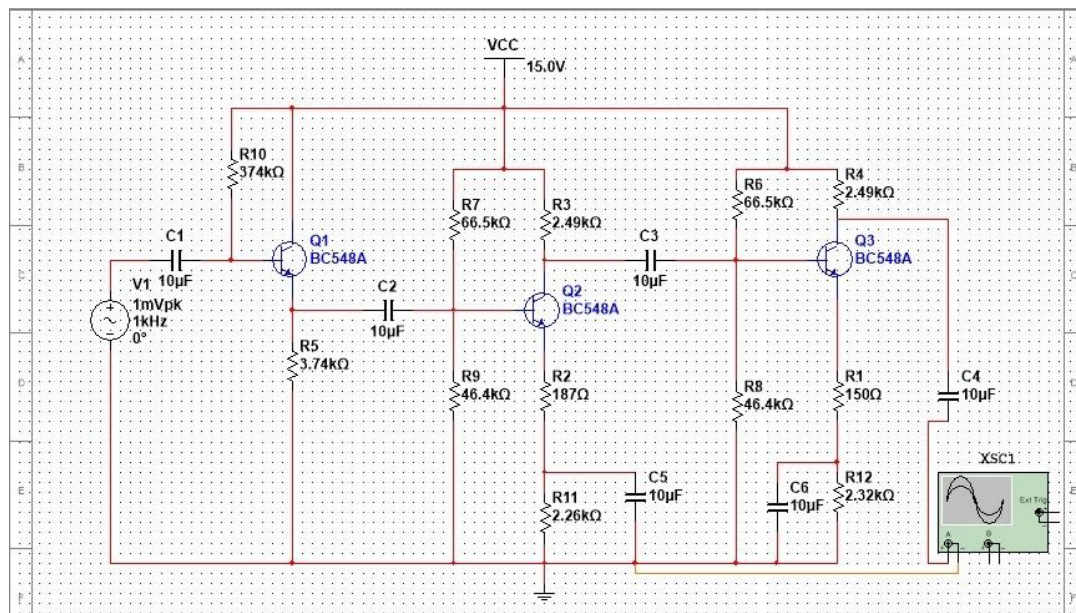 VCC
15.0V
R10
374kΩ
R7
66.5kΩ
R3
2.49kΩ
R6
66.5kΩ
R4
2.49kΩ
C1
10µF
Q1
BC548A
C3
10µF
Q3
BC548A
V1
1mVpk
1kHz
0°
C2
10µF
Q2
BC548A
R5
3.74kΩ
R9
46.4kΩ
R2
187Ω
R8
46.4kΩ
R1
150Ω
C4
10µF
XSC1
R11
2.26kΩ
C5
10µF
C6
10µF
R12
2.32kΩ
Ext Trig
A
B